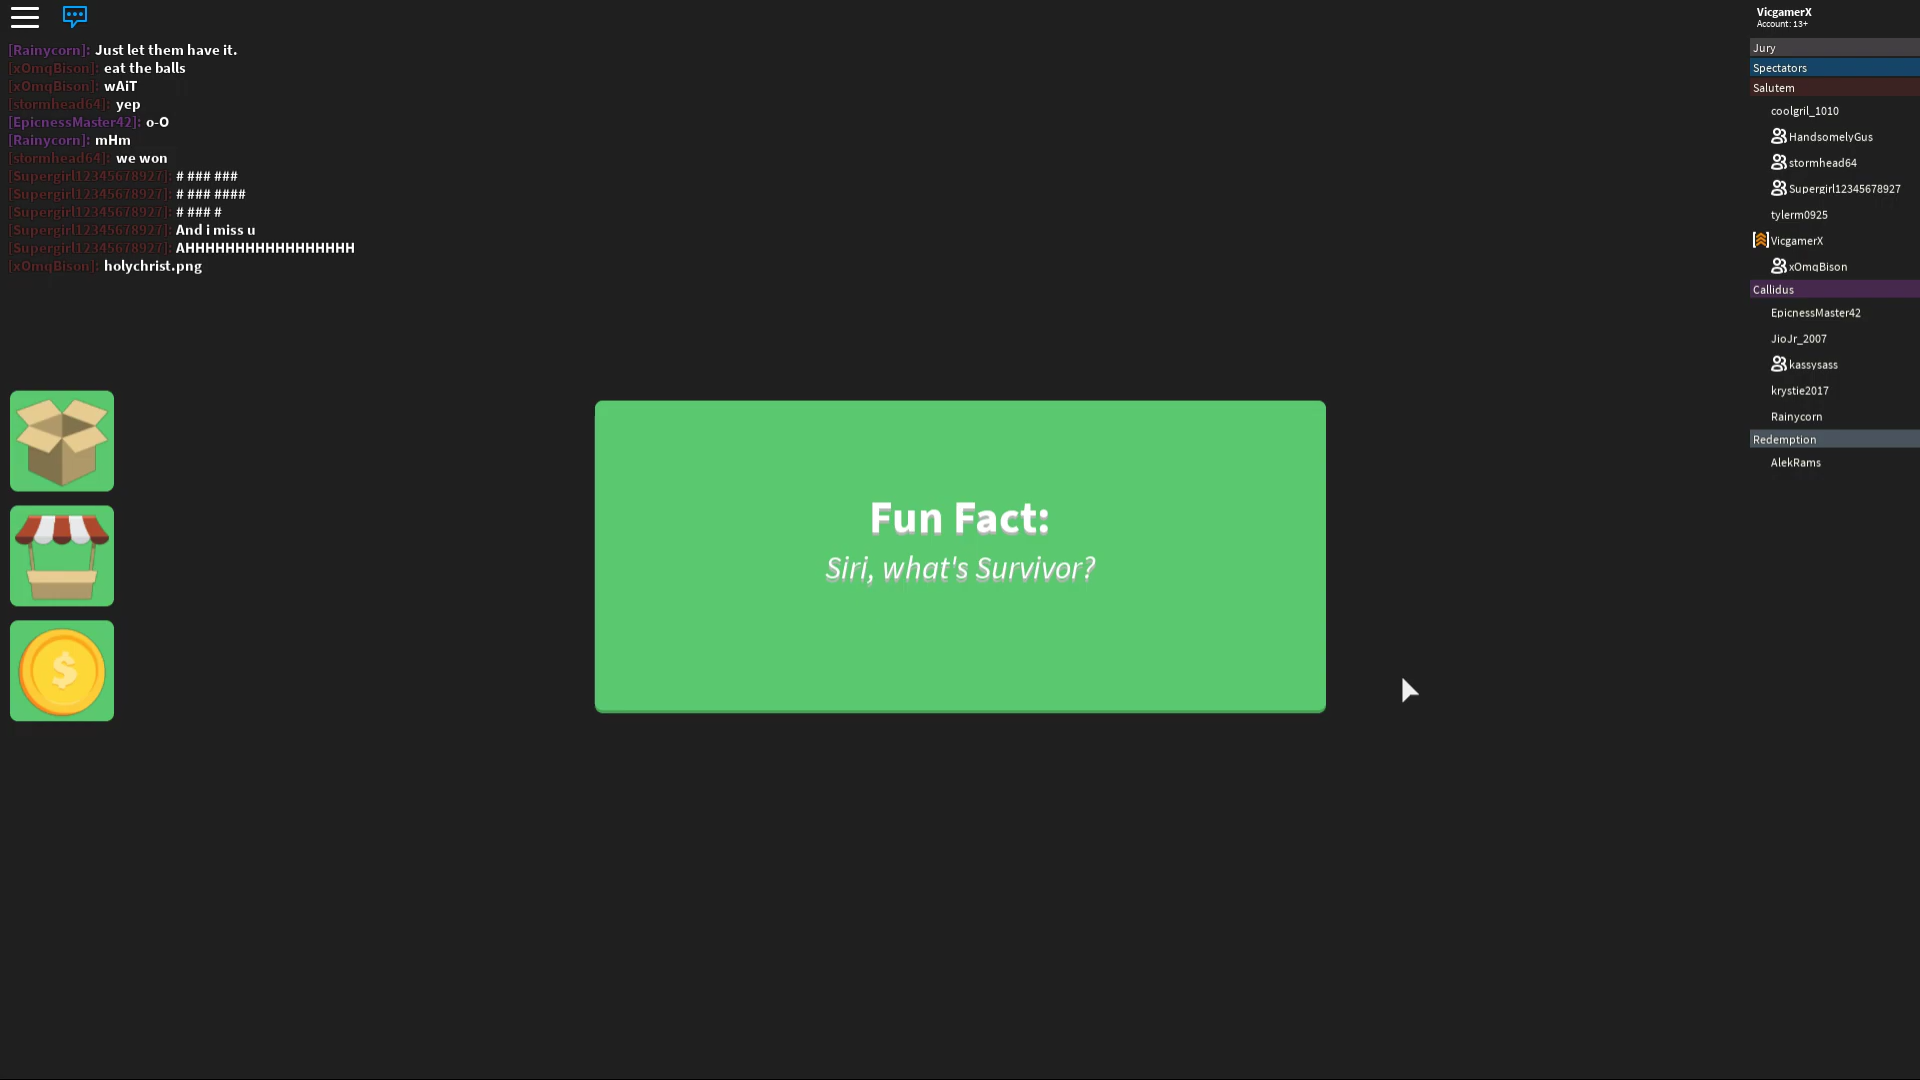 [Rainycorn]: Just let them have it.
[xOmqBison]: eat the balls
[xOmqBison]: wAiT
[stormhead64]: yep
[EpicnessMaster42]: o-O
[Rainycorn]: mHm
[stormhead64]: we won
[Supergirl12345678927]: # ### ###
[Supergirl12345678927]: # ### ####
[Supergirl12345678927]: # ### #
[Supergirl12345678927]: And i miss u
[Supergirl12345678927]: AHHHHHHHHHHHHHHHHH
[xOmqBison]: holychrist.png
Fun Fact:
Siri, what's Survivor?
VicgamerX
Account: 13+
Jury
Spectators
Salutem
coolgril_1010
HandsomelyGus
stormhead64
Supergirl12345678927
tylerm0925
VicgamerX
xOmqBison
Callidus
EpicnessMaster42
JioJr_2007
kassysass
krystie2017
Rainycorn
Redemption
AlekRams